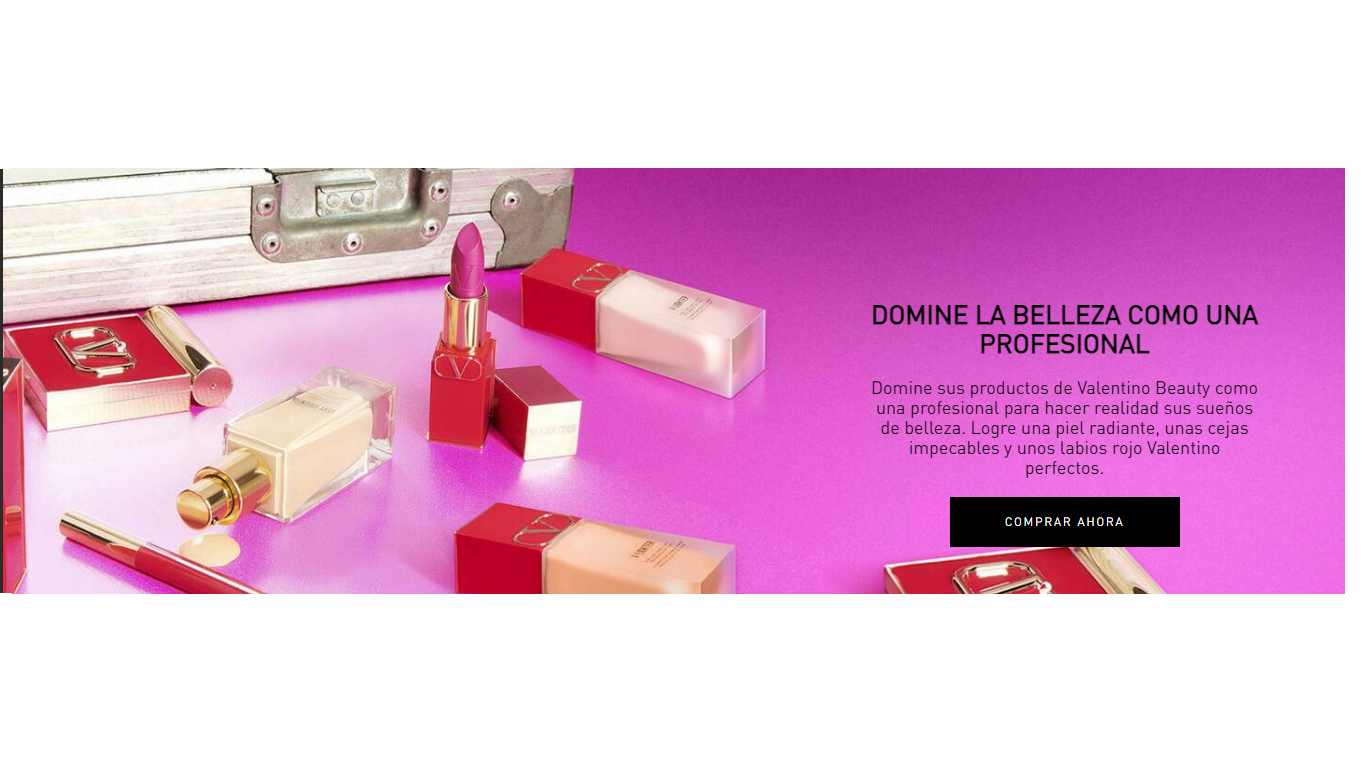 DOMINE LA BELLEZA COMO UNA
PROFESIONAL
Domine sus productos de Valentino Beauty como
una profesional para hacer realidad sus sueños
de belleza. Logre una piel radiante, unas cejas
impecables y unos labios rojo Valentino
perfectos.
COMPRAR AHORA